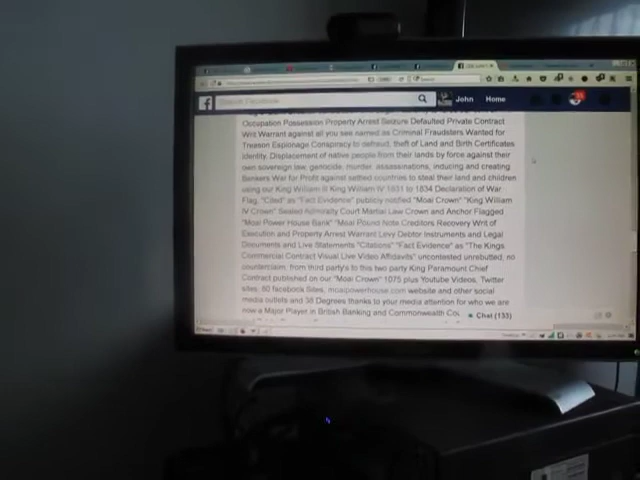 John Home
Occupation Possession Property Arrest Seizure Defaulted Private Contract
Writ Warrant against all you see named as Criminal Fraudsters Wanted for
Treason Espionage Conspiracy to defraud, theft of Land and Birth Certificates
Identity. Displacement of native people from their lands by force against their
own sovereign law, genocide, murder, assassinations, inducing and creating
Bankers War for Profit against settled countries to steal their land and children
using our King William III King William IV 1831 to 1834 Declaration of War
Flag, "Cited" as "Fact Evidence" publicly notified "Moai Crown" "King William
IV Crown" Sealed Admiralty Court Martial Law Crown and Anchor Flagged
"Moai Power House Bank" "Moai Pound Note Creditors Recovery Writ of
Execution and Property Arrest Warrant Levy Debtor Instruments and Legal
Documents and Live Statements "Citations" "Fact Evidence" as "The Kings
Commercial Contract Visual Live Video Affidavits" uncontested unrebutted, no
counterclaim, from third party's to this two party King Paramount Chief
Contract published on our "Moai Crown" 1075 plus Youtube Videos, Twitter
sites, 60 facebook Sites, moaipowerhouse.com website and other social
media outlets and 38 Degrees thanks to your media attention for who we are
now a Major Player in British Banking and Commonwealth
Chat (133)